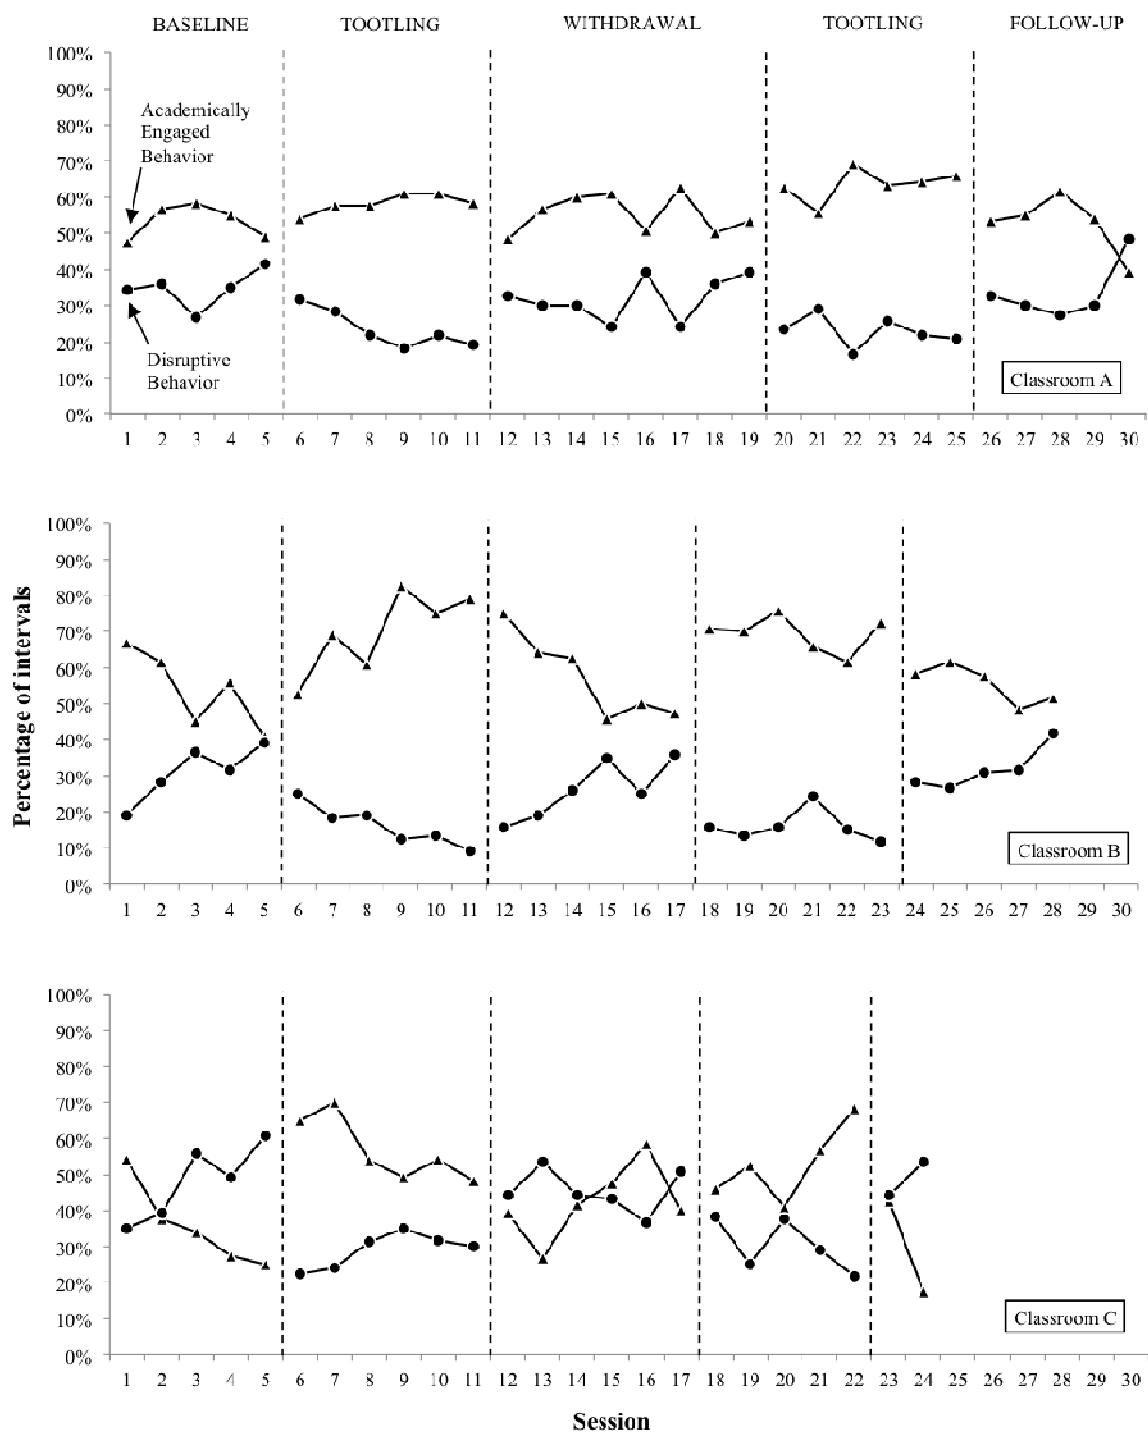 BASELINE TOOTLING WITHDRAWAL TOOTLING FOLLOW-UP
100%
90%
80%
70%
60%
50%
40%
30%
20%
10%
0%
Academically
Engaged
Behavior
Disruptive
Behavior
Classroom A
1 2 3 4 5 6 7 8 9 10 11 12 13 14 15 16 17 18 19 20 21 22 23 24 25 26 27 28 29 30
Percentage of intervals
100%
90%
80%
70%
60%
50%
40%
30%
20%
10%
0%
Classroom B
1 2 3 4 5 6 7 8 9 10 11 12 13 14 15 16 17 18 19 20 21 22 23 24 25 26 27 28 29 30
100%
90%
80%
70%
60%
50%
40%
30%
20%
10%
0%
Classroom C
1 2 3 4 5 6 7 8 9 10 11 12 13 14 15 16 17 18 19 20 21 22 23 24 25 26 27 28 29 30
Session